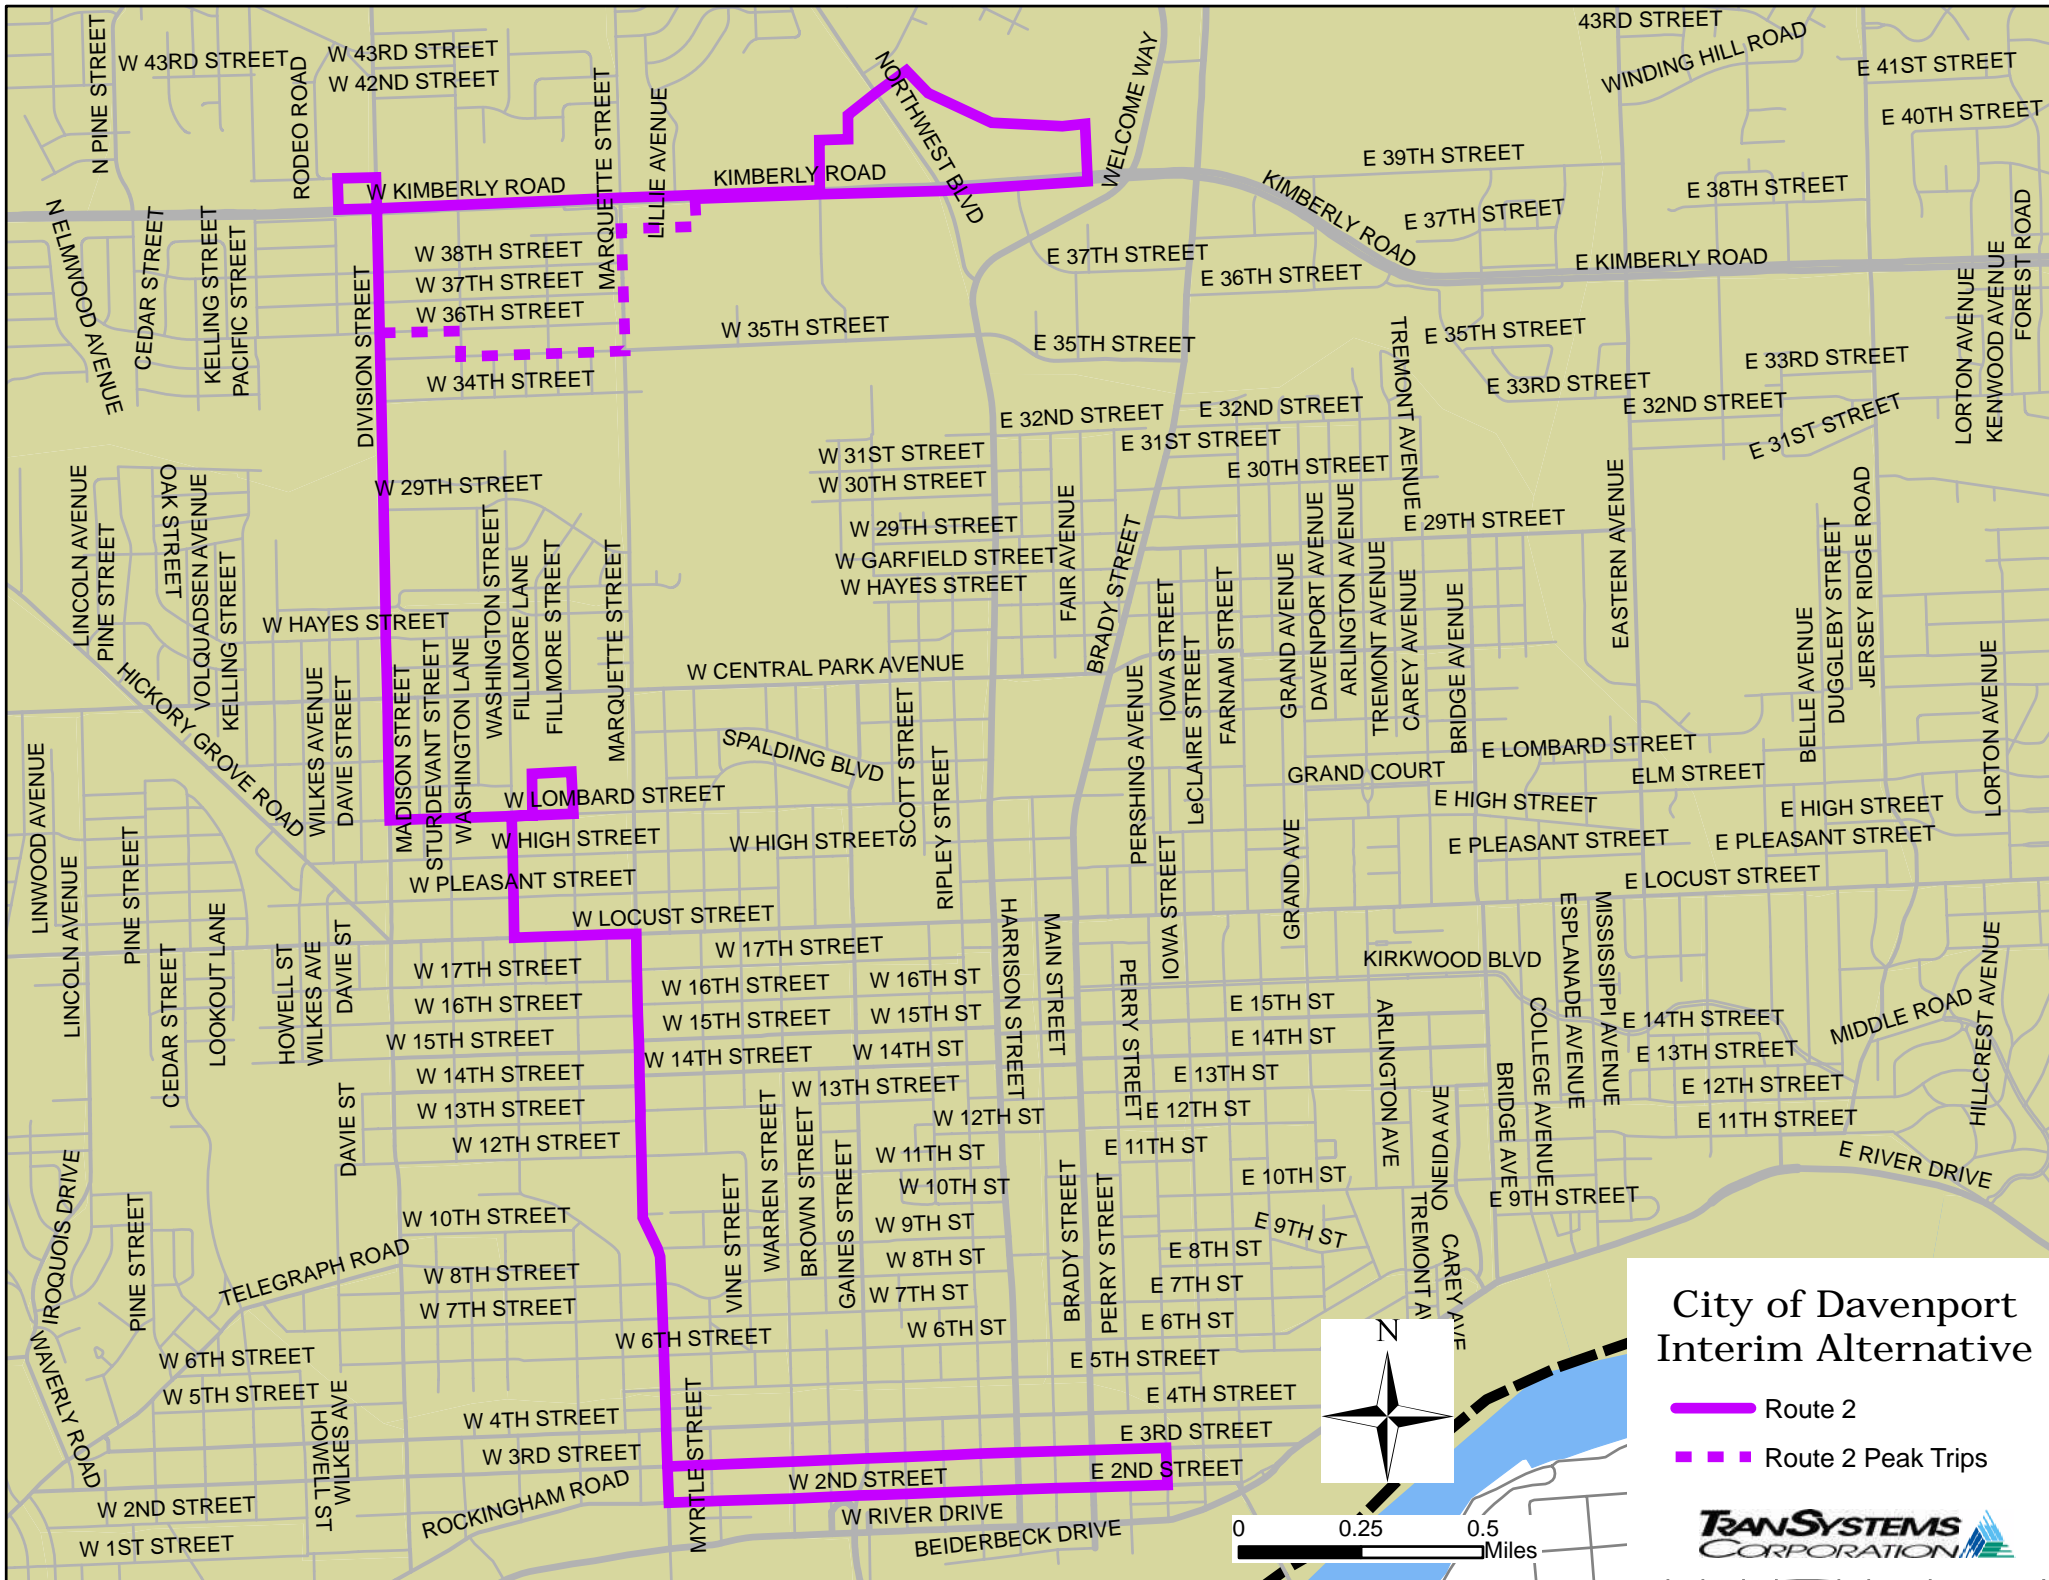 43RD STREET
N PINE STREET
W 43RD STREET
W 43RD STREET
W 42ND STREET
RODEO ROAD
MARQUETTE STREET
LILLIE AVENUE
NORTHWEST BLVD
WELCOME WAY
WINDING HILL ROAD
E 41ST STREET
E 40TH STREET
E 39TH STREET
E 38TH STREET
W KIMBERLY ROAD
KIMBERLY ROAD
KIMBERLY ROAD
E 37TH STREET
N ELMWOOD AVENUE
CEDAR STREET
KELLING STREET
PACIFIC STREET
DIVISION STREET
W 38TH STREET
W 37TH STREET
W 36TH STREET
E 37TH STREET
E 36TH STREET
E KIMBERLY ROAD
LORTON AVENUE
KENWOOD AVENUE
FOREST ROAD
W 35TH STREET
E 35TH STREET
E 35TH STREET
TREMONT AVENUE
W 34TH STREET
E 33RD STREET
E 33RD STREET
E 32ND STREET
E 32ND STREET
E 32ND STREET
E 31ST STREET
E 31ST STREET
W 31ST STREET
W 30TH STREET
E 30TH STREET
W 29TH STREET
W 29TH STREET
E 29TH STREET
LINCOLN AVENUE
PINE STREET
OAK STREET
VOLQUADSEN AVENUE
KELLING STREET
WASHINGTON STREET
FILLMORE LANE
FILLMORE STREET
MARQUETTE STREET
W GARFIELD STREET
W HAYES STREET
W HAYES STREET
FAIR AVENUE
BRADY STREET
IOWA STREET
LeCLAIRE STREET
FARNAM STREET
GRAND AVENUE
DAVENPORT AVENUE
ARLINGTON AVENUE
TREMONT AVENUE
CAREY AVENUE
BRIDGE AVENUE
EASTERN AVENUE
BELLE AVENUE
DUGGLEBY STREET
JERSEY RIDGE ROAD
LORTON AVENUE
HICKORY GROVE ROAD
WILKES AVENUE
DAVIE STREET
MADISON STREET
STURDEVANT STREET
WASHINGTON LANE
W CENTRAL PARK AVENUE
SPALDING BLVD
SCOTT STREET
RIPLEY STREET
PERSHING AVENUE
E LOMBARD STREET
GRAND COURT
ELM STREET
W LOMBARD STREET
E HIGH STREET
E HIGH STREET
W HIGH STREET
W HIGH STREET
E PLEASANT STREET
E PLEASANT STREET
W PLEASANT STREET
E LOCUST STREET
W LOCUST STREET
LINWOOD AVENUE
LINCOLN AVENUE
PINE STREET
CEDAR STREET
LOOKOUT LANE
HOWELL ST
WILKES AVE
DAVIE ST
HARRISON STREET
MAIN STREET
IOWA STREET
GRAND AVE
ESPLANADE AVENUE
MISSISSIPPI AVENUE
HILLCREST AVENUE
W 17TH STREET
W 17TH STREET
KIRKWOOD BLVD
W 16TH STREET
W 16TH STREET
W 16TH ST
W 15TH STREET
W 15TH STREET
W 15TH ST
E 15TH ST
W 14TH STREET
W 14TH STREET
W 14TH ST
E 14TH ST
E 14TH STREET
MIDDLE ROAD
PERRY STREET
ARLINGTON AVE
COLLEGE AVENUE
BRIDGE AVE
W 13TH STREET
W 13TH STREET
E 13TH ST
E 13TH STREET
W 12TH STREET
W 12TH ST
E 12TH ST
E 12TH STREET
DAVIE ST
W 11TH ST
E 11TH ST
E 11TH STREET
W 10TH STREET
W 10TH ST
E 10TH ST
E RIVER DRIVE
W 9TH ST
E 9TH ST
E 9TH STREET
IROQUOIS DRIVE
PINE STREET
TELEGRAPH ROAD
VINE STREET
WARREN STREET
BROWN STREET
GAINES STREET
BRADY STREET
PERRY STREET
EAVADIENO
TREMONT AV
CAREY AVE
W 8TH STREET
W 8TH ST
E 8TH ST
W 7TH STREET
W 7TH ST
E 7TH ST
W 6TH STREET
W 6TH STREET
W 6TH ST
E 6TH ST
E 5TH STREET
W 5TH STREET
W 4TH STREET
E 4TH STREET
W 3RD STREET
E 3RD STREET
W 2ND STREET
W 2ND STREET
E 2ND STREET
W 1ST STREET
WAVERLY ROAD
HOWELL ST
WILKES AVE
ROCKINGHAM ROAD
MYRTLE STREET
W RIVER DRIVE
BEIDERBECK DRIVE
N
0 0.25 0.5
Miles
City of Davenport
Interim Alternative
Route 2
Route 2 Peak Trips
TRANSYSTEMS
CORPORATION